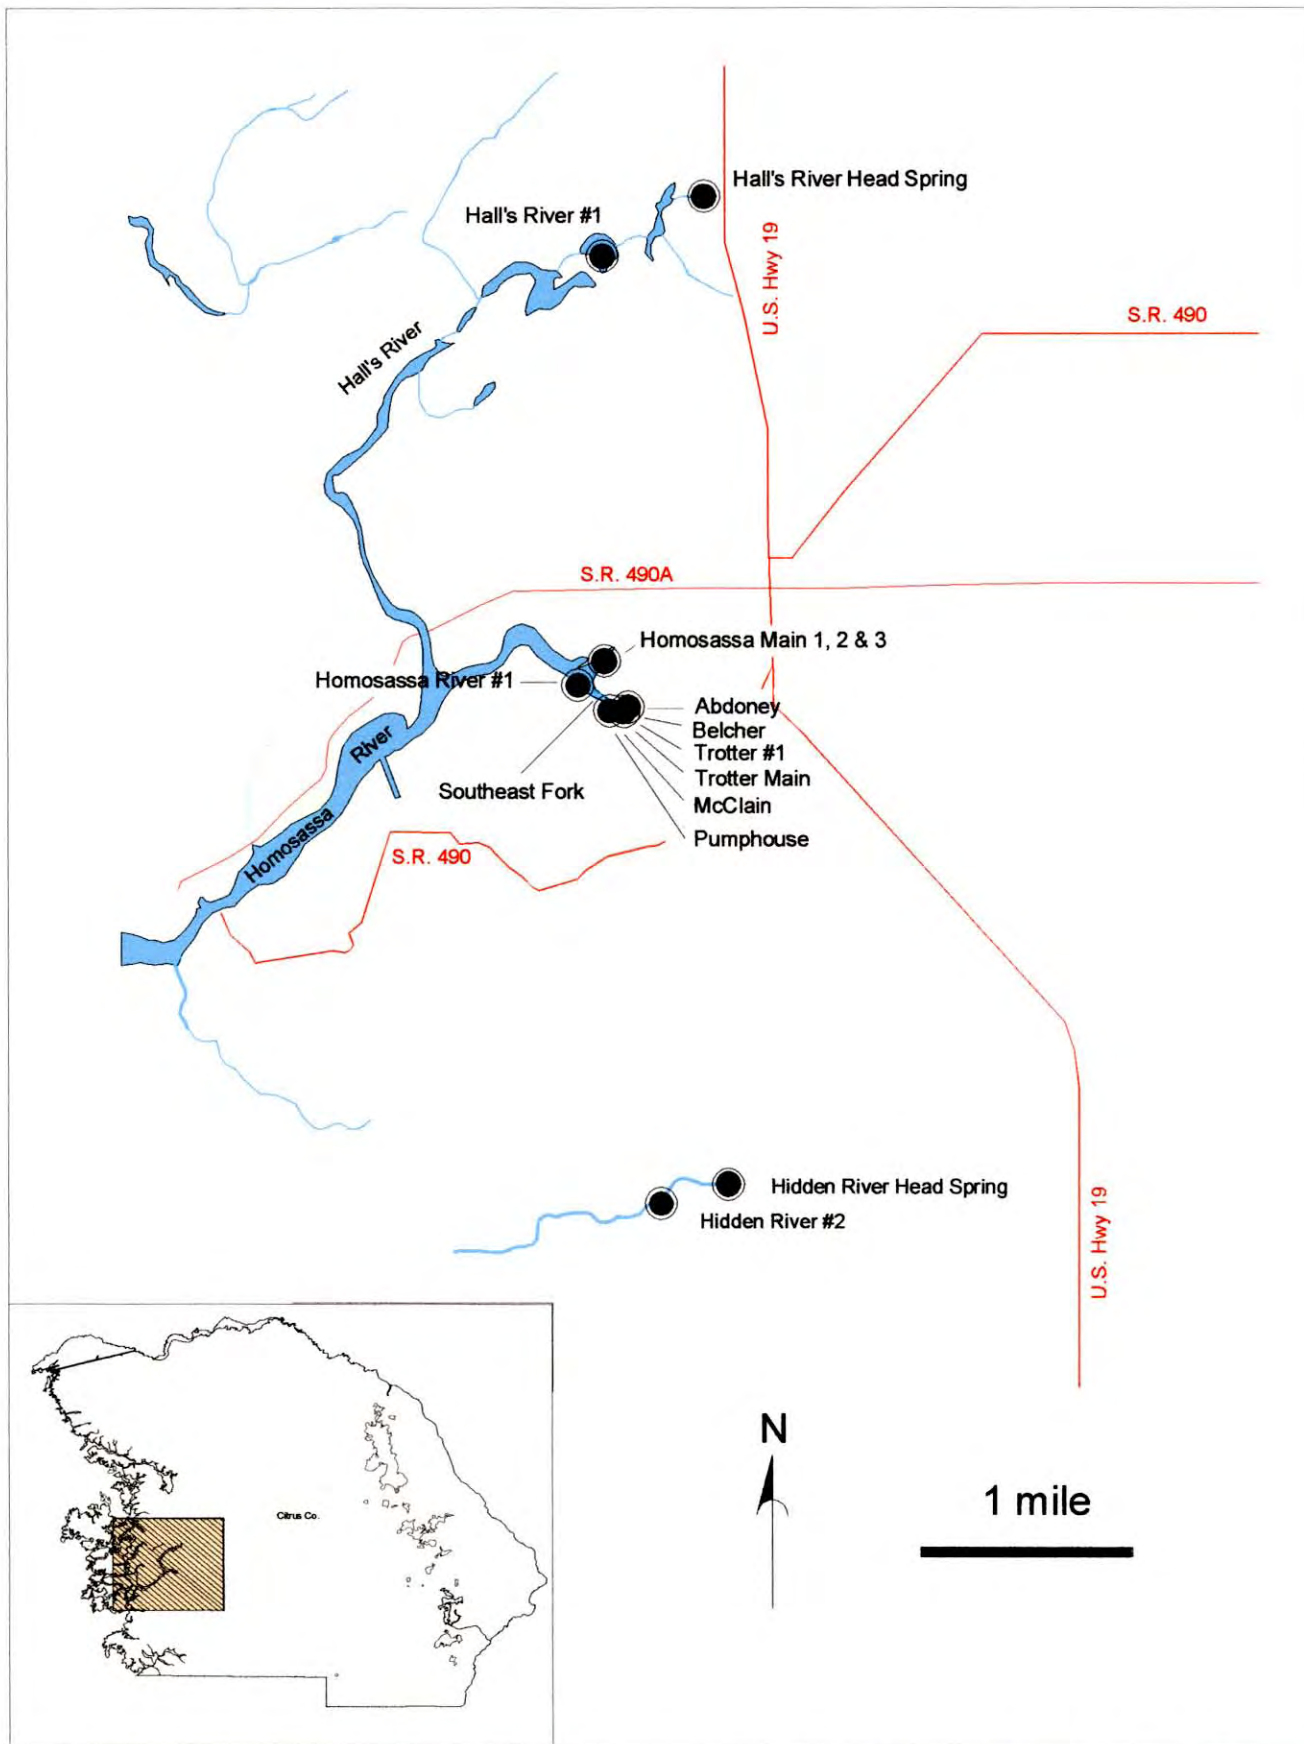 Hall's River Head Spring
Hall's River #1
U.S. Hwy 19
S.R. 490
Hall's River
S.R. 490A
Homosassa Main 1, 2 & 3
Homosassa River #1
Abdoney
Belcher
Trotter #1
Trotter Main
McClain
Pumphouse
Southeast Fork
Homosassa River
S.R. 490
Hidden River Head Spring
Hidden River #2
U.S. Hwy 19
Citrus Co.
N
1 mile